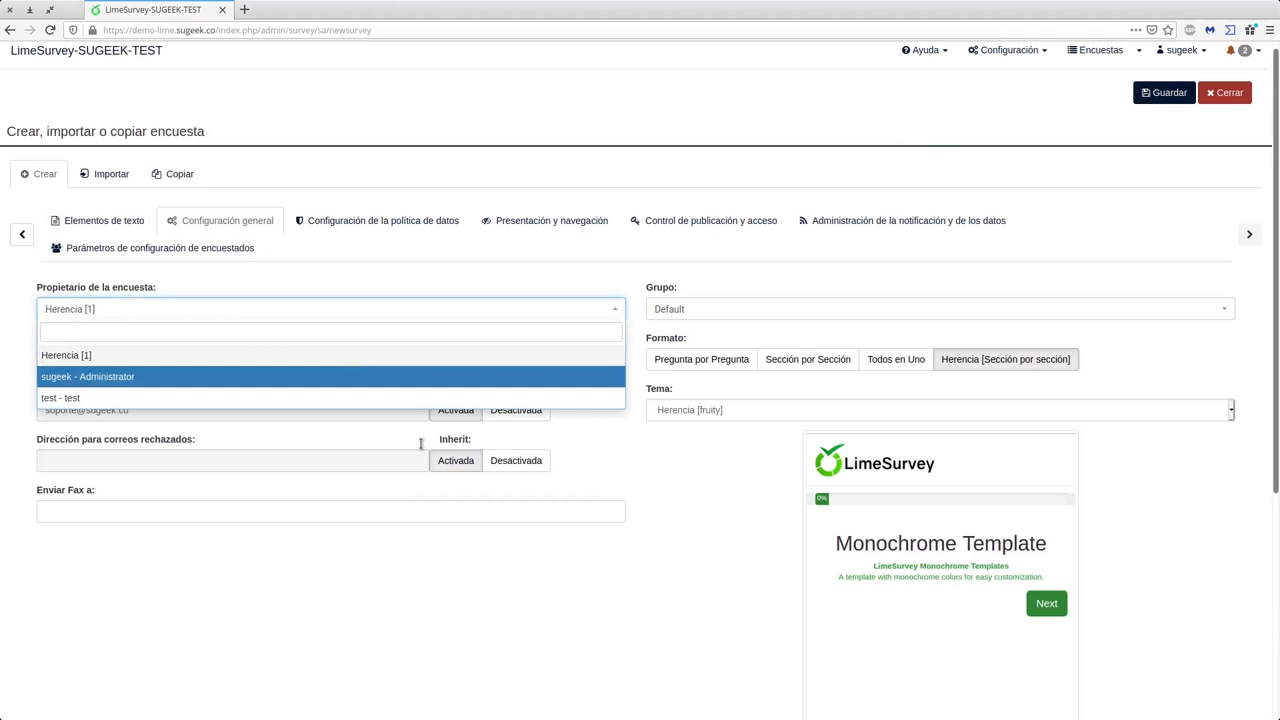 LimeSurvey-SUGEEK-TEST
https://demo-lime.sugeek.co/index.php/admin/survey/sa/newsurvey
LimeSurvey-SUGEEK-TEST
Ayuda
Configuración
Encuestas
sugeek
2
Guardar
Cerrar
Crear, importar o copiar encuesta
Crear
Importar
Copiar
Elementos de texto
Configuración general
Configuración de la política de datos
Presentación y navegación
Control de publicación y acceso
Administración de la notificación y de los datos
Parámetros de configuración de encuestados
Propietario de la encuesta:
Herencia [1]
Herencia [1]
sugeek - Administrator
test - test
soporte@sugeek.co
Activada
Desactivada
Dirección para correos rechazados:
Inherit:
Activada
Desactivada
Enviar Fax a:
Grupo:
Default
Formato:
Pregunta por Pregunta
Sección por Sección
Todos en Uno
Herencia [Sección por sección]
Tema:
Herencia [fruity]
LimeSurvey
0%
Monochrome Template
LimeSurvey Monochrome Templates
A template with monochrome colors for easy customization.
Next